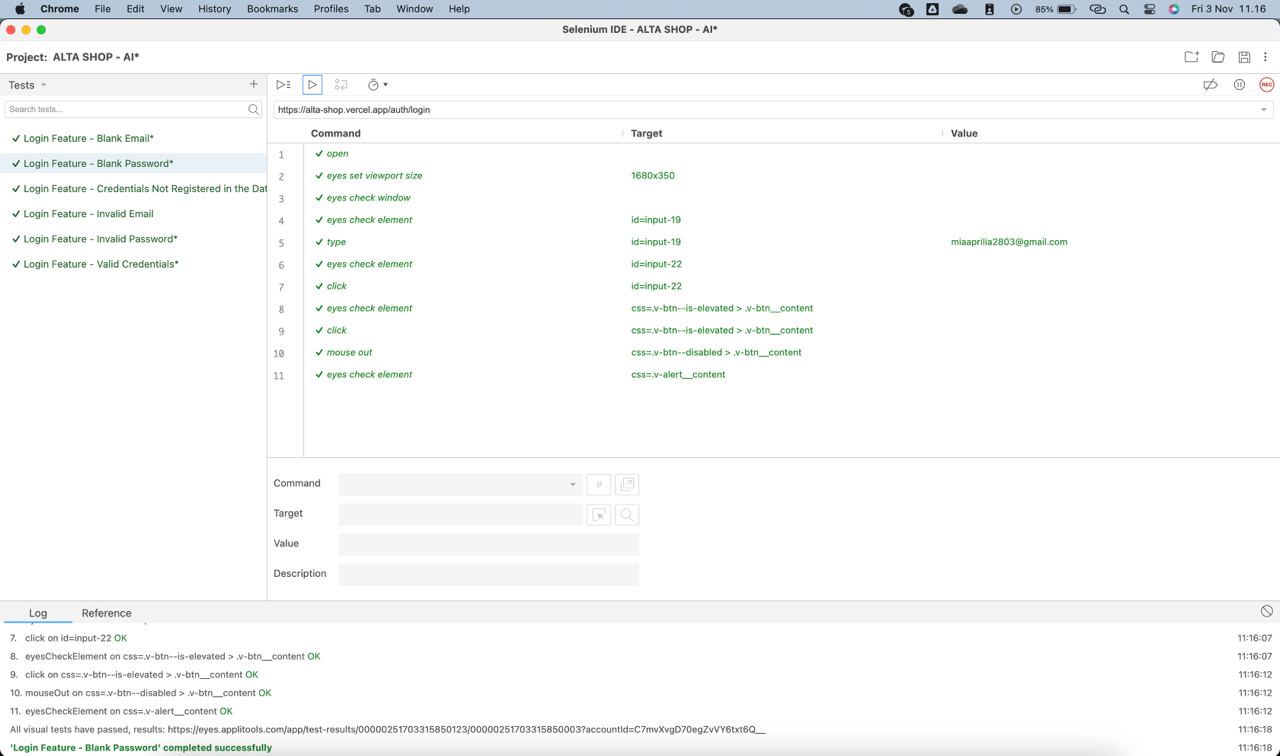 Chrome File Edit View History Bookmarks Profiles Tab Window Help 85% Fri 3 Nov 11.16
Selenium IDE - ALTA SHOP - AI*
Project: ALTA SHOP - AI*
Tests
Search tests...
https://alta-shop.vercel.app/auth/login
REC
Login Feature - Blank Email*
Login Feature - Blank Password*
Login Feature - Credentials Not Registered in the Dat
Login Feature - Invalid Email
Login Feature - Invalid Password*
Login Feature - Valid Credentials*
Command Target Value
1 open
2 eyes set viewport size 1680x350
3 eyes check window
4 eyes check element id=input-19
5 type id=input-19 miaaprilia2803@gmail.com
6 eyes check element id=input-22
7 click id=input-22
8 eyes check element css=.v-btn--is-elevated > .v-btn__content
9 click css=.v-btn--is-elevated > .v-btn__content
10 mouse out css=.v-btn--disabled > .v-btn__content
11 eyes check element css=.v-alert__content
Command //
Target
Value
Description
Log Reference
7. click on id=input-22 OK 11:16:07
8. eyesCheckElement on css=.v-btn--is-elevated > .v-btn__content OK 11:16:07
9. click on css=.v-btn--is-elevated > .v-btn__content OK 11:16:12
10. mouseOut on css=.v-btn--disabled > .v-btn__content OK 11:16:12
11. eyesCheckElement on css=.v-alert__content OK 11:16:12
All visual tests have passed, results: https://eyes.applitools.com/app/test-results/00000251703315850123/00000251703315850003?accountId=C7mvXvgD70egZvVY6txt6Q__ 11:16:18
'Login Feature - Blank Password' completed successfully 11:16:18